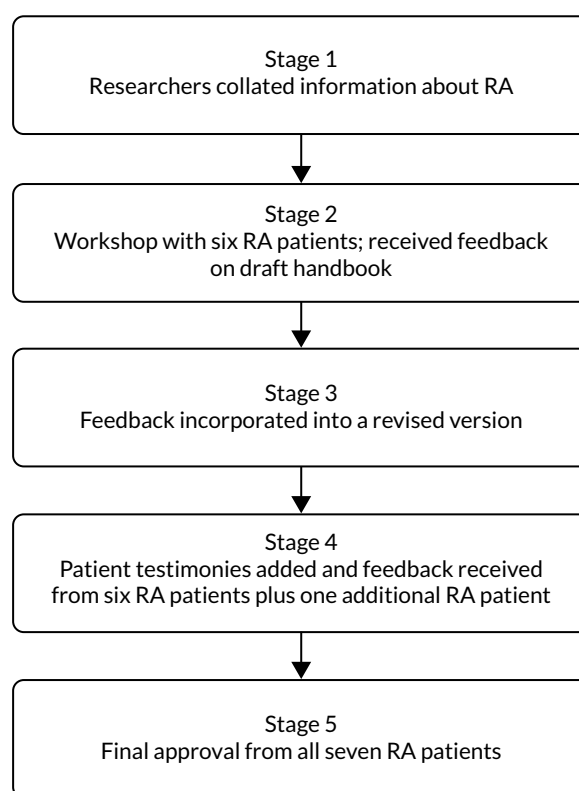 Stage 1
Researchers collated information about RA
Stage 2
Workshop with six RA patients; received feedback
on draft handbook
Stage 3
Feedback incorporated into a revised version
Stage 4
Patient testimonies added and feedback received
from six RA patients plus one additional RA patient
Stage 5
Final approval from all seven RA patients